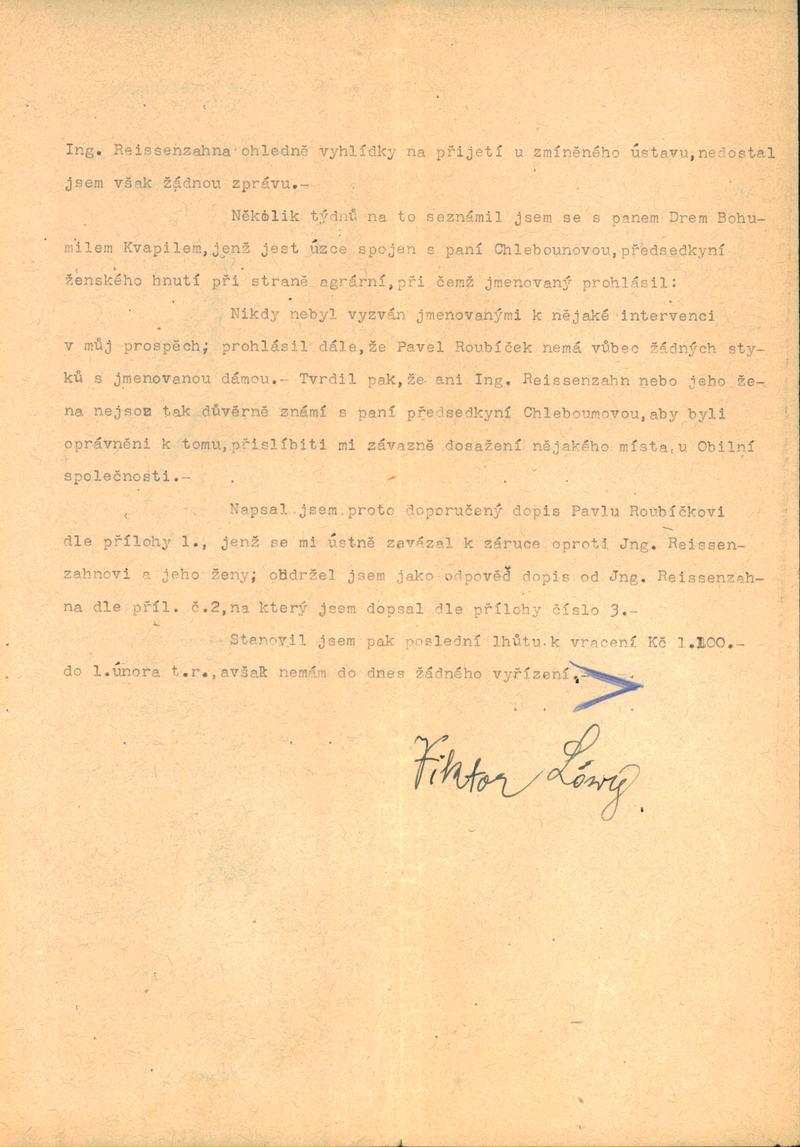 Ing. Reissenzahna ohledně vyhlídky na přijetí u zmíněného ústavu,nedostal
jsem však žádnou zprávu.-
Několik týdnů na to seznámil jsem se s panem Drem Bohu-
milem Kvapilem,jenž jest úzce spojen s paní Chlebounovou,předsedkyní
ženského hnutí při straně agrární,při čemž jmenovaný prohlásil:
Nikdy nebyl vyzván jmenovanými k nějaké intervenci
v můj prospěch; prohlásil dále,že Pavel Roubíček nemá vůbec žádných sty-
ků s jmenovanou dámou.- Tvrdil pak,že ani Ing. Reissenzahn nebo jeho že-
na nejsou tak důvěrně známí s paní předsedkyní Chleboumovou,aby byli
oprávněni k tomu,přislíbiti mi závazně dosažení nějakého místa u Obilní
společnosti.-
Napsal jsem proto doporučený dopis Pavlu Roubíčkovi
dle přílohy 1., jenž se mi ústně zavázal k záruce oproti Jng. Reissen-
zahnovi a jeho ženy; obdržel jsem jako odpověď dopis od Jng. Reissenzah-
na dle příl. č.2,na který jsem dopsal dle přílohy číslo 3.-
Stanovil jsem pak poslední lhůtu k vracení Kč 1.100.-
do 1.února t.r.,avšak nemám do dnes žádného vyřízení.-
Viktor Löwy.